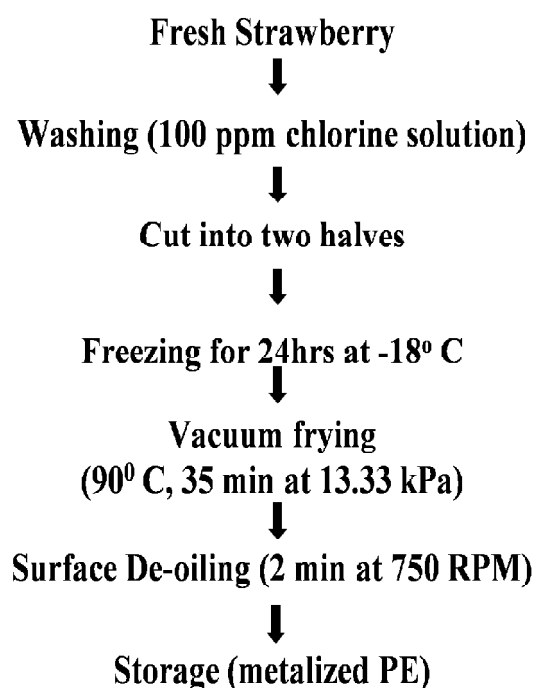 Fresh Strawberry
Washing (100 ppm chlorine solution)
Cut into two halves
Freezing for 24hrs at -18º C
Vacuum frying
(90⁰ C, 35 min at 13.33 kPa)
Surface De-oiling (2 min at 750 RPM)
Storage (metalized PE)